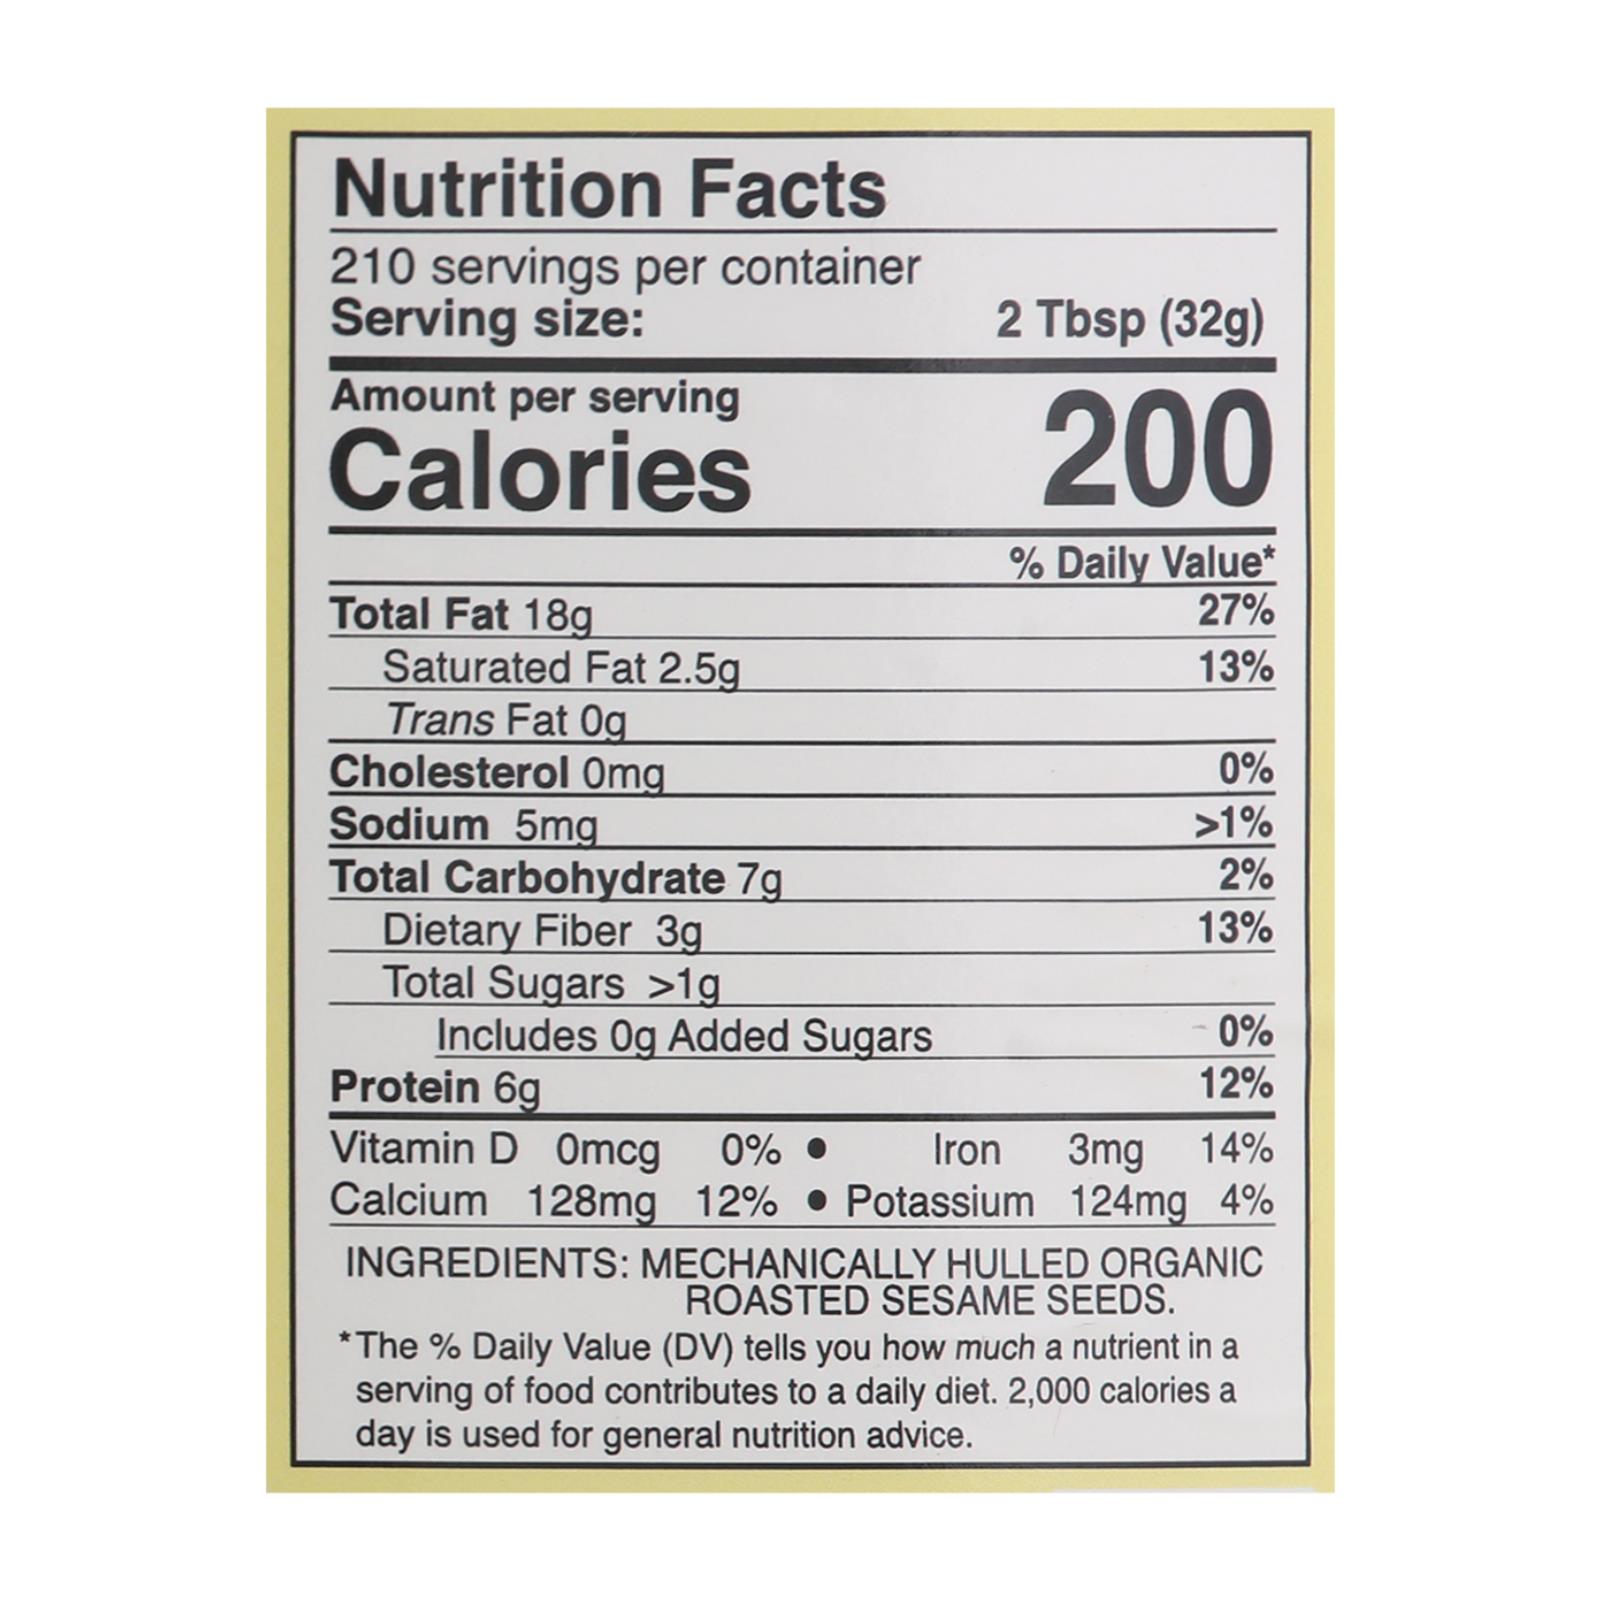 Nutrition Facts
210 servings per container
Serving size: 2 Tbsp (32g)
Amount per serving
Calories 200
% Daily Value*
Total Fat 18g 27%
Saturated Fat 2.5g 13%
Trans Fat 0g
Cholesterol 0mg 0%
Sodium 5mg >1%
Total Carbohydrate 7g 2%
Dietary Fiber 3g 13%
Total Sugars >1g
Includes 0g Added Sugars 0%
Protein 6g 12%
Vitamin D 0mcg 0% • Iron 3mg 14%
Calcium 128mg 12% • Potassium 124mg 4%
INGREDIENTS: MECHANICALLY HULLED ORGANIC
ROASTED SESAME SEEDS.
*The % Daily Value (DV) tells you how much a nutrient in a
serving of food contributes to a daily diet. 2,000 calories a
day is used for general nutrition advice.